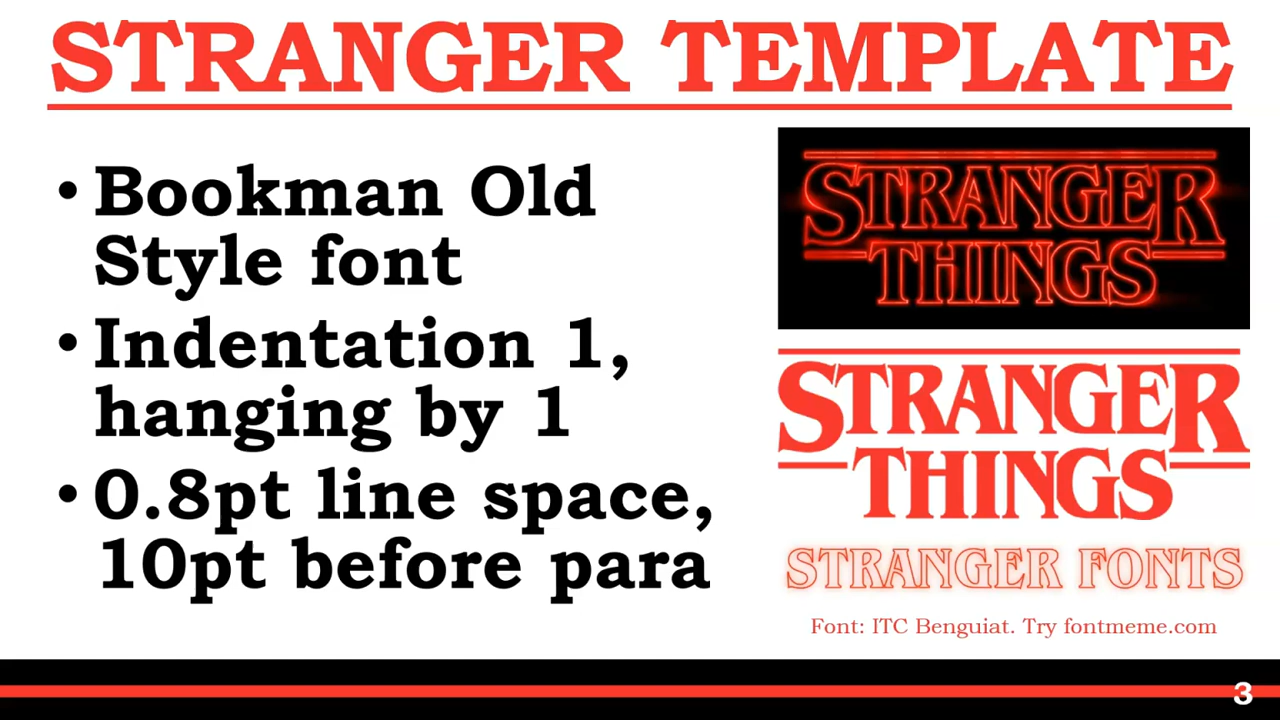 STRANGER TEMPLATE
• Bookman Old
Style font
• Indentation 1,
hanging by 1
• 0.8pt line space,
10pt before para
STRANGER
THINGS
STRANGER
THINGS
STRANGER FONTS
Font: ITC Benguiat. Try fontmeme.com
3